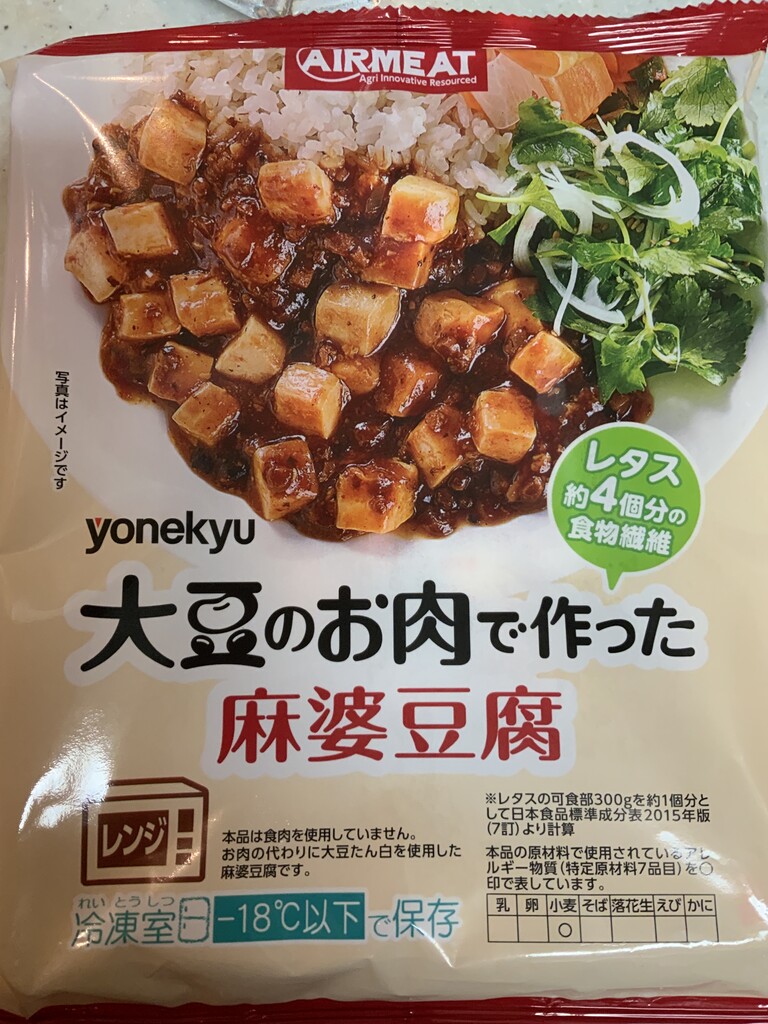 AIRMEAT
Agri Innovative Resourced
写真はイメージです
レタス
約4個分の
食物繊維
yonekyu
大豆のお肉で作った
麻婆豆腐
レンジ
本品は食肉を使用していません。
お肉の代わりに大豆たん白を使用した
麻婆豆腐です。
れい とう しつ
冷凍室 -18℃以下で保存
※レタスの可食部300gを約1個分と
して日本食品標準成分表2015年版
(7訂)より計算
本品の原材料で使用されているアレ
ルギー物質(特定原材料7品目)を○
印で表しています。
乳 卵 小麦 そば 落花生 えび かに
○